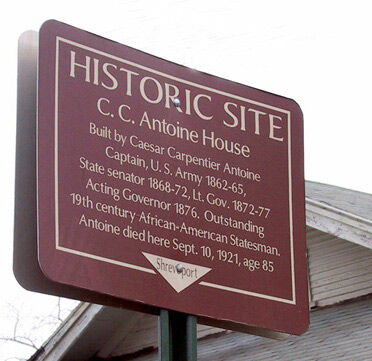 HISTORIC SITE
C. C. Antoine House
Built by Caesar Carpentier Antoine
Captain, U. S. Army 1862-65,
State senator 1868-72, Lt. Gov. 1872-77
Acting Governor 1876. Outstanding
19th century African-American Statesman.
Antoine died here Sept. 10, 1921, age 85
Shreveport